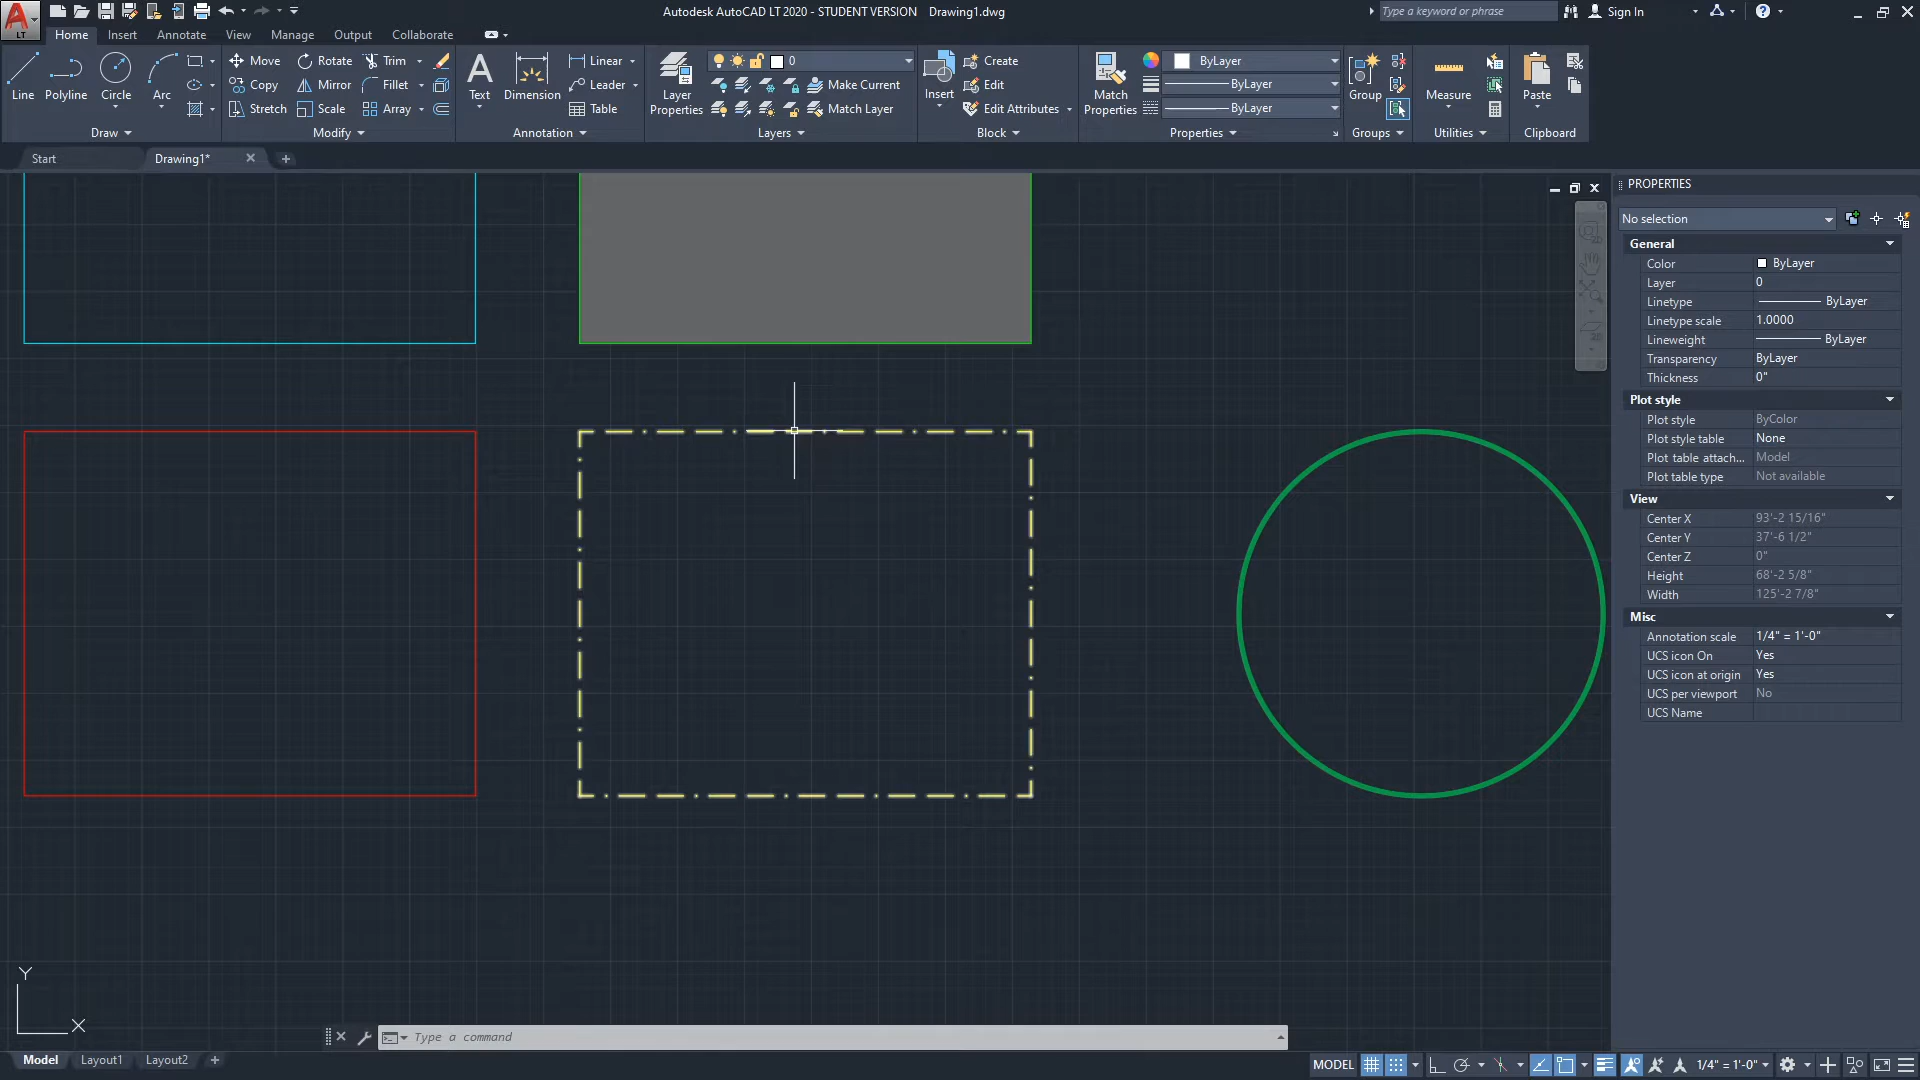 Autodesk AutoCAD LT 2020 - STUDENT VERSION Drawing1.dwg
Type a keyword or phrase
Sign In
LT
Home Insert Annotate View Manage Output Collaborate
Line Polyline Circle Arc
Draw
Move Rotate Trim
Copy Mirror Fillet
Stretch Scale Array
Modify
Text Dimension
Linear
Leader
Table
Annotation
Layer
Properties
0
Make Current
Match Layer
Layers
Insert
Create
Edit
Edit Attributes
Block
Match
Properties
ByLayer
ByLayer
ByLayer
Properties
Group
Groups
Measure
Utilities
Paste
Clipboard
Start Drawing1*
PROPERTIES
No selection
General
Color ByLayer
Layer 0
Linetype ByLayer
Linetype scale 1.0000
Lineweight ByLayer
Transparency ByLayer
Thickness 0"
Plot style
Plot style ByColor
Plot style table None
Plot table attach... Model
Plot table type Not available
View
Center X 93'-2 15/16"
Center Y 37'-6 1/2"
Center Z 0"
Height 68'-2 5/8"
Width 125'-2 7/8"
Misc
Annotation scale 1/4" = 1'-0"
UCS icon On Yes
UCS icon at origin Yes
UCS per viewport No
UCS Name
Y
X
Type a command
Model Layout1 Layout2
MODEL 1/4" = 1'-0"